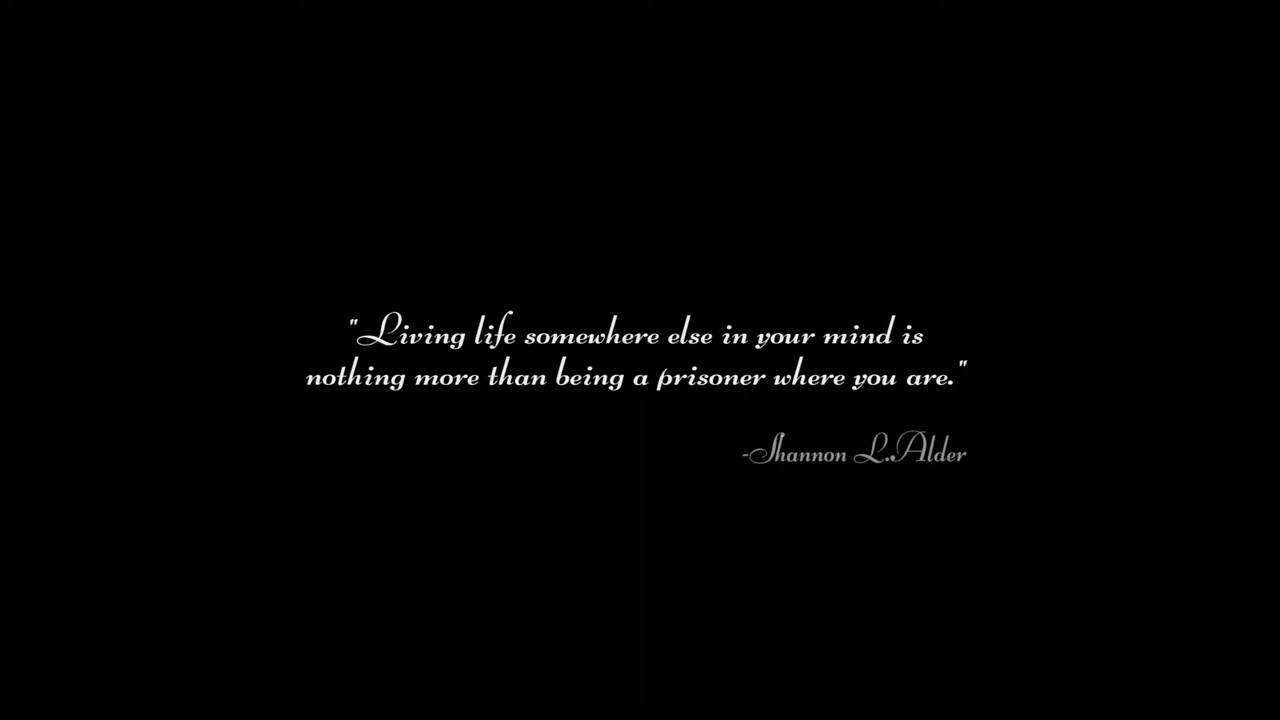 "Living life somewhere else in your mind is
nothing more than being a prisoner where you are."
-Shannon L.Alder